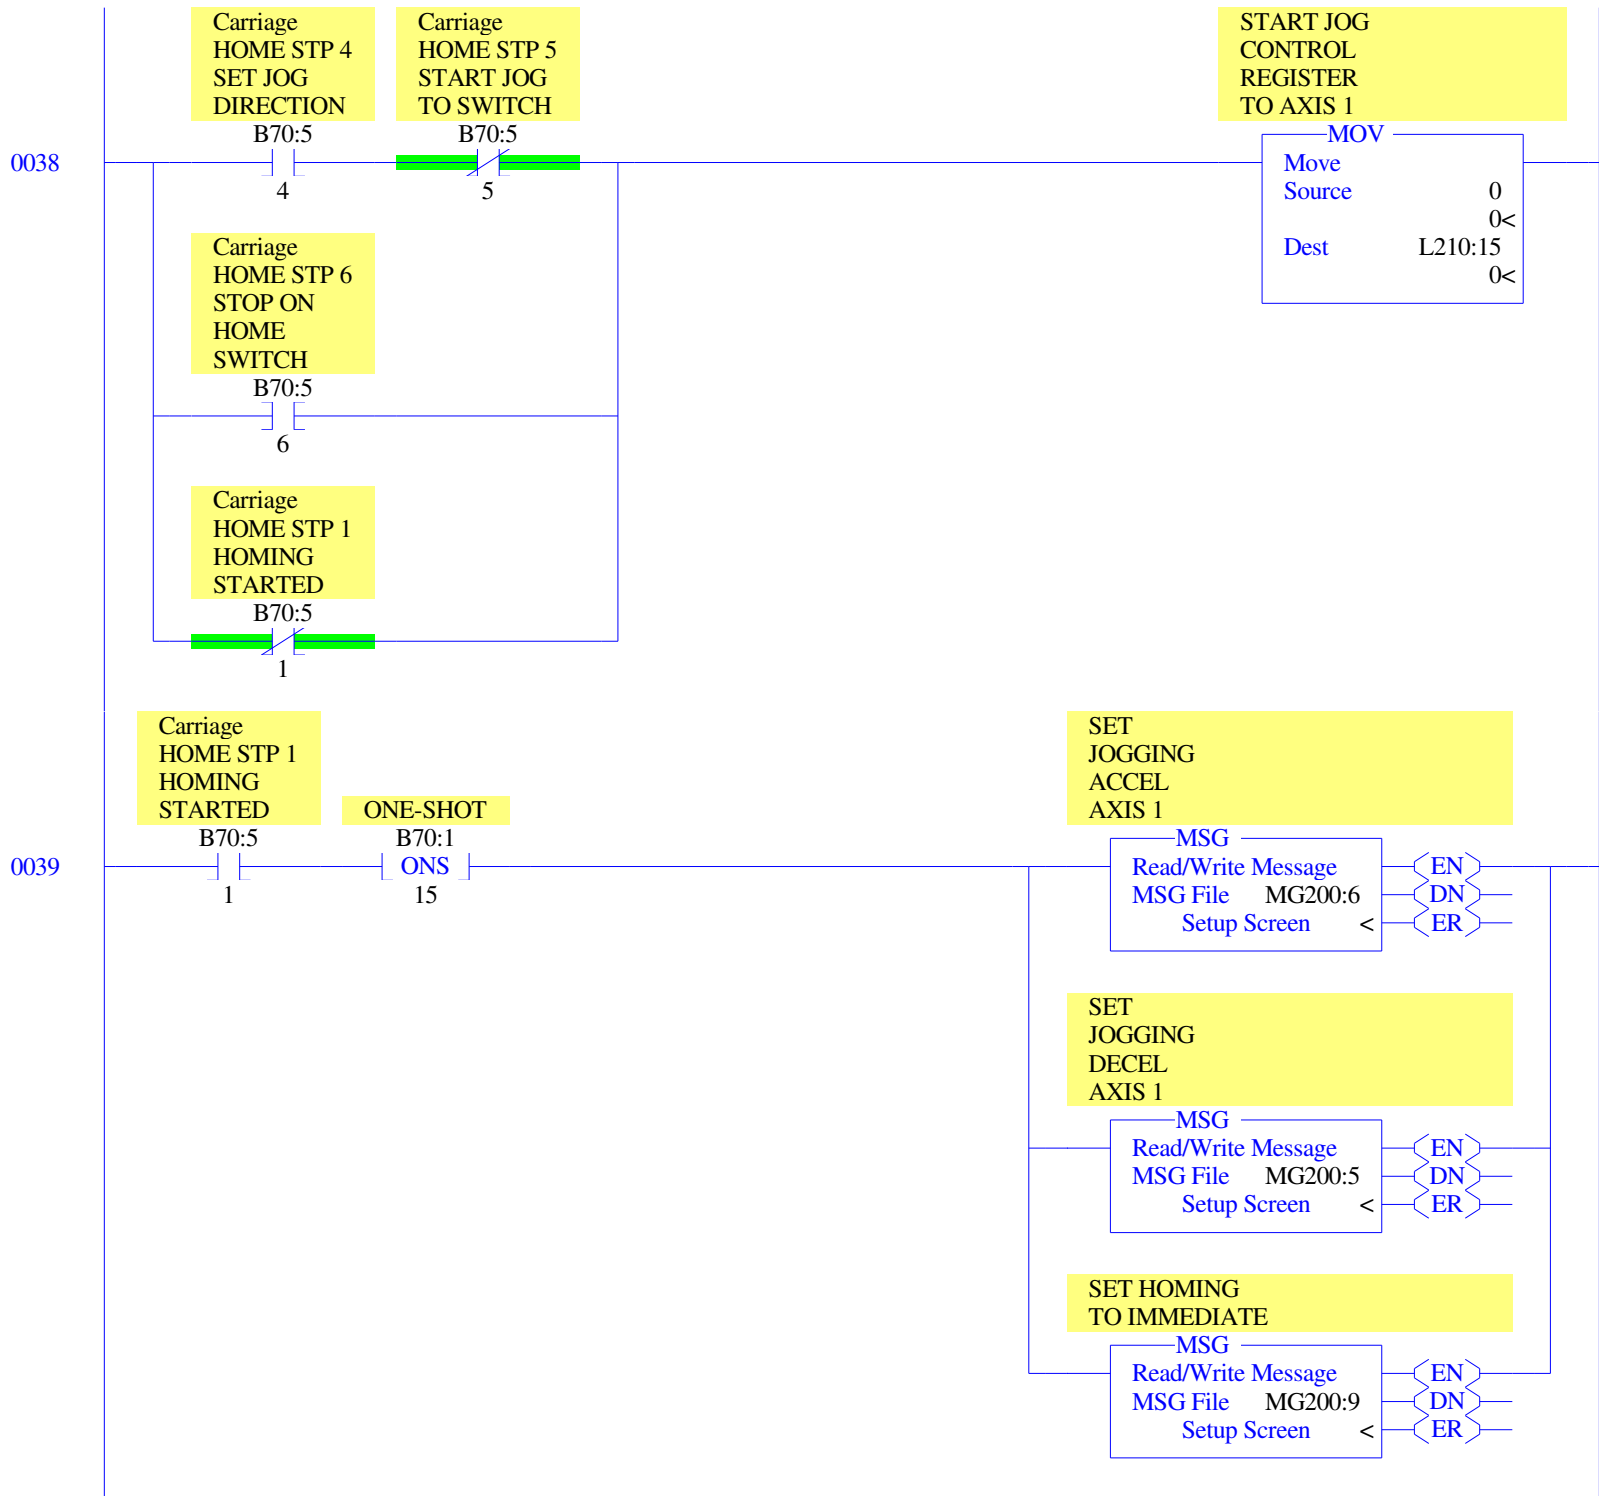 Carriage
HOME STP 4
SET JOG
DIRECTION
B70:5
4
Carriage
HOME STP 5
START JOG
TO SWITCH
B70:5
5
START JOG
CONTROL
REGISTER
TO AXIS 1
MOV
Move
Source 0
0<
Dest L210:15
0<
0038
Carriage
HOME STP 6
STOP ON
HOME
SWITCH
B70:5
6
Carriage
HOME STP 1
HOMING
STARTED
B70:5
1
Carriage
HOME STP 1
HOMING
STARTED
B70:5
1
ONE-SHOT
B70:1
ONS
15
0039
SET
JOGGING
ACCEL
AXIS 1
MSG
Read/Write Message
MSG File MG200:6
Setup Screen <
EN
DN
ER
SET
JOGGING
DECEL
AXIS 1
MSG
Read/Write Message
MSG File MG200:5
Setup Screen <
EN
DN
ER
SET HOMING
TO IMMEDIATE
MSG
Read/Write Message
MSG File MG200:9
Setup Screen <
EN
DN
ER